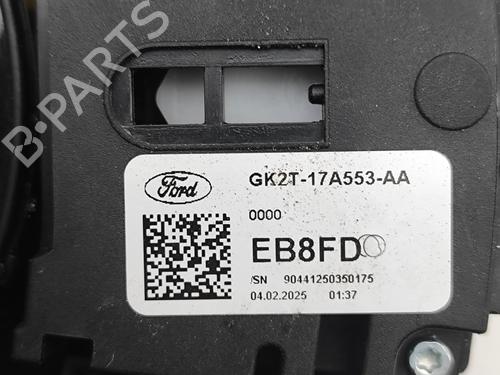 B-PARTS
Ford
GK2T-17A553-AA
0000
EB8FD
/SN 90441250350175
04.02.2025 01:37